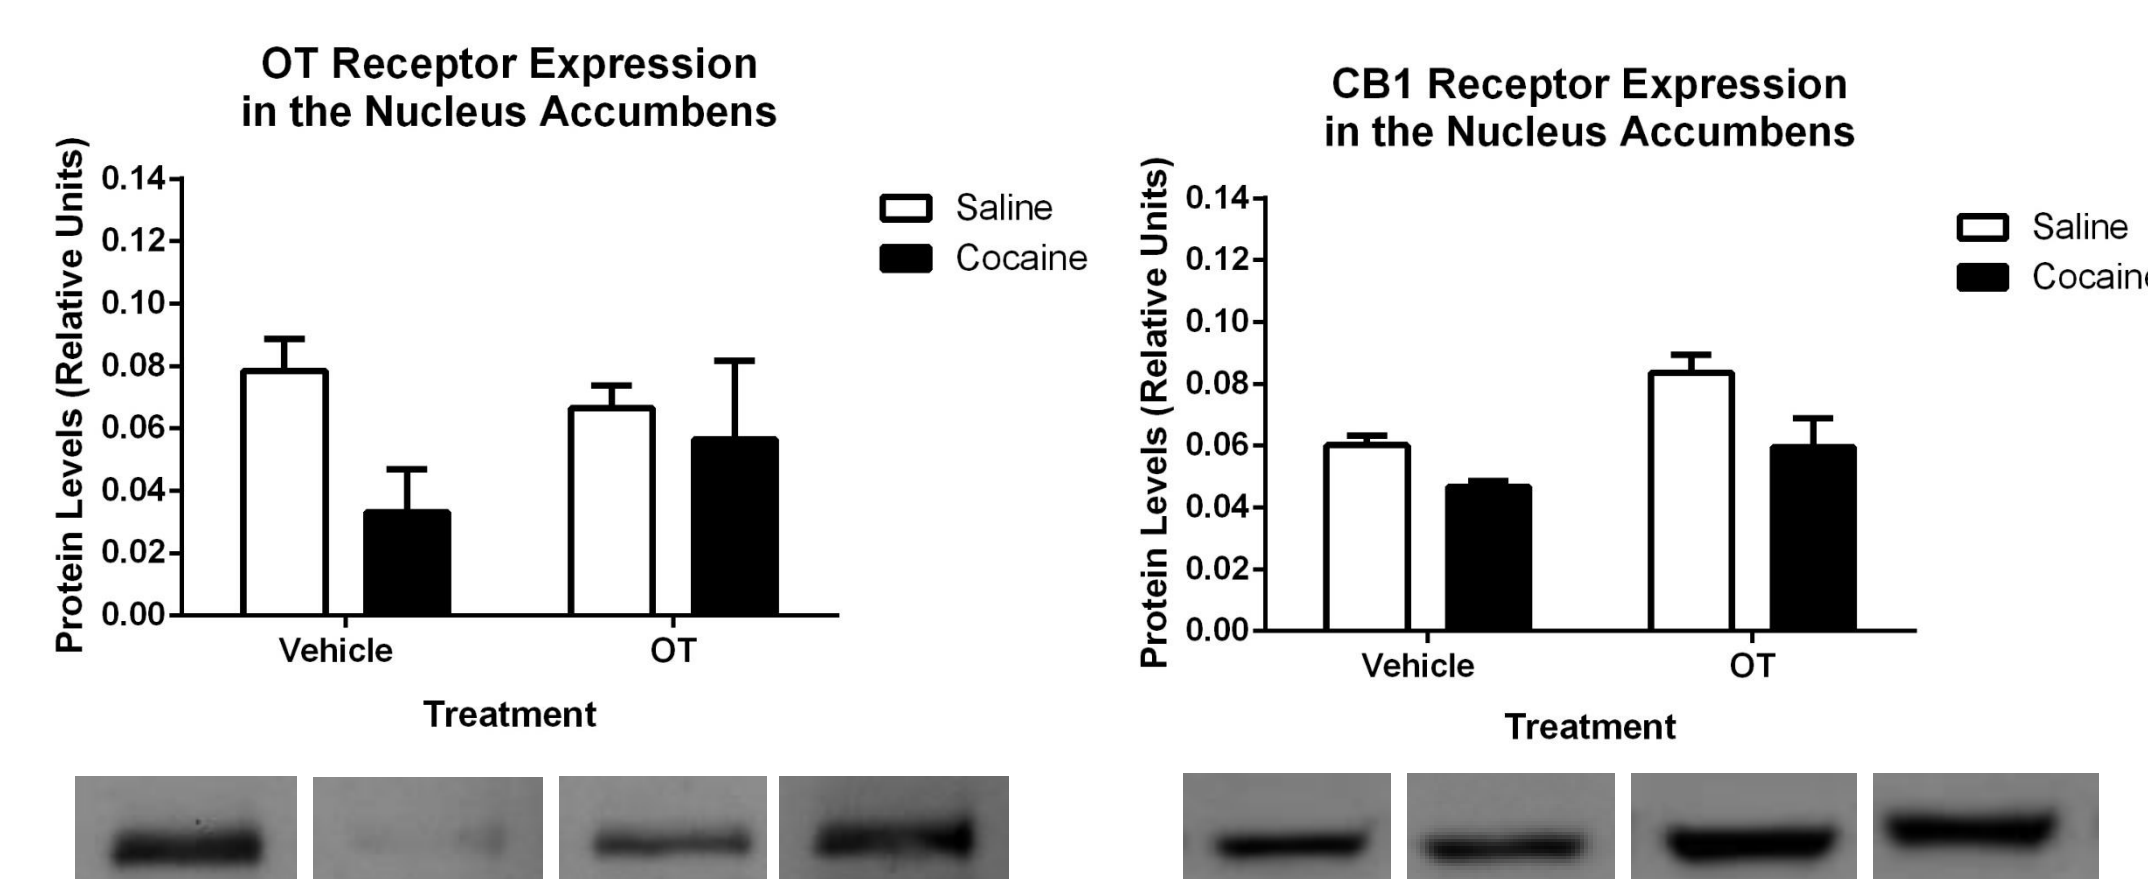 OT Receptor Expression
in the Nucleus Accumbens
Protein Levels (Relative Units)
0.14
0.12
0.10
0.08
0.06
0.04
0.02
0.00
Vehicle
OT
Treatment
Saline
Cocaine
CB1 Receptor Expression
in the Nucleus Accumbens
Protein Levels (Relative Units)
0.14
0.12
0.10
0.08
0.06
0.04
0.02
0.00
Vehicle
OT
Treatment
Saline
Cocaine